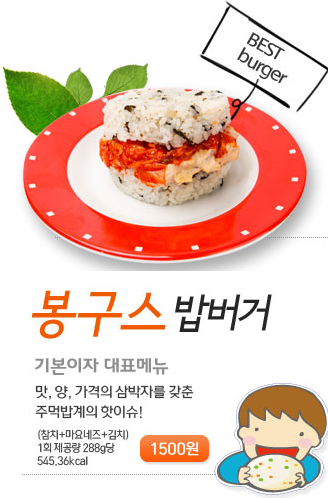 BEST
burger
봉구스 밥버거
기본이자 대표메뉴
맛, 양, 가격의 삼박자를 갖춘
주먹밥계의 핫이슈!
(참치+마요네즈+김치)
1회 제공량 288g당
545,36kcal
1500원